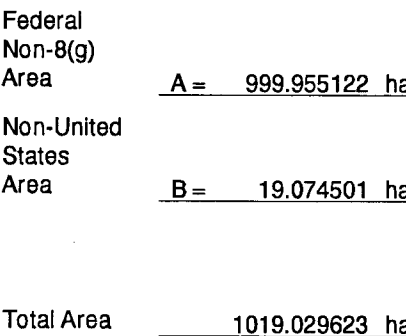 Federal
Non-8(g)
Area A = 999.955122 ha
Non-United
States
Area B = 19.074501 ha
Total Area 1019.029623 ha